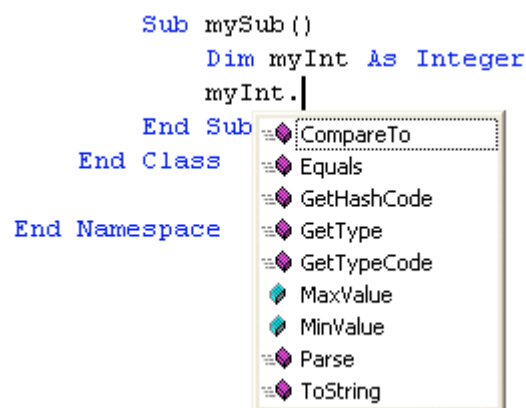 Sub mySub()
Dim myInt As Integer
myInt.
End Sub
CompareTo
End Class
Equals
GetHashCode
End Namespace
GetType
GetTypeCode
MaxValue
MinValue
Parse
ToString